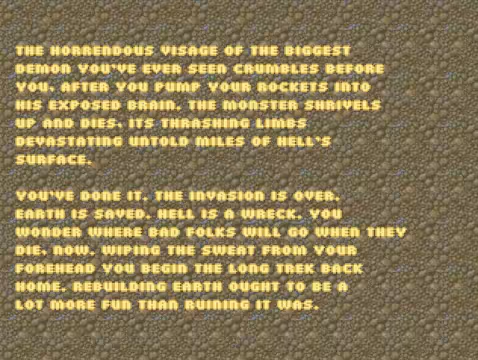 THE HORRENDOUS VISAGE OF THE BIGGEST
DEMON YOU'VE EVER SEEN CRUMBLES BEFORE
YOU, AFTER YOU PUMP YOUR ROCKETS INTO
HIS EXPOSED BRAIN. THE MONSTER SHRIVELS
UP AND DIES, ITS THRASHING LIMBS
DEVASTATING UNTOLD MILES OF HELL'S
SURFACE.

YOU'VE DONE IT. THE INVASION IS OVER.
EARTH IS SAVED. HELL IS A WRECK. YOU
WONDER WHERE BAD FOLKS WILL GO WHEN THEY
DIE, NOW. WIPING THE SWEAT FROM YOUR
FOREHEAD YOU BEGIN THE LONG TREK BACK
HOME. REBUILDING EARTH OUGHT TO BE A
LOT MORE FUN THAN RUINING IT WAS.